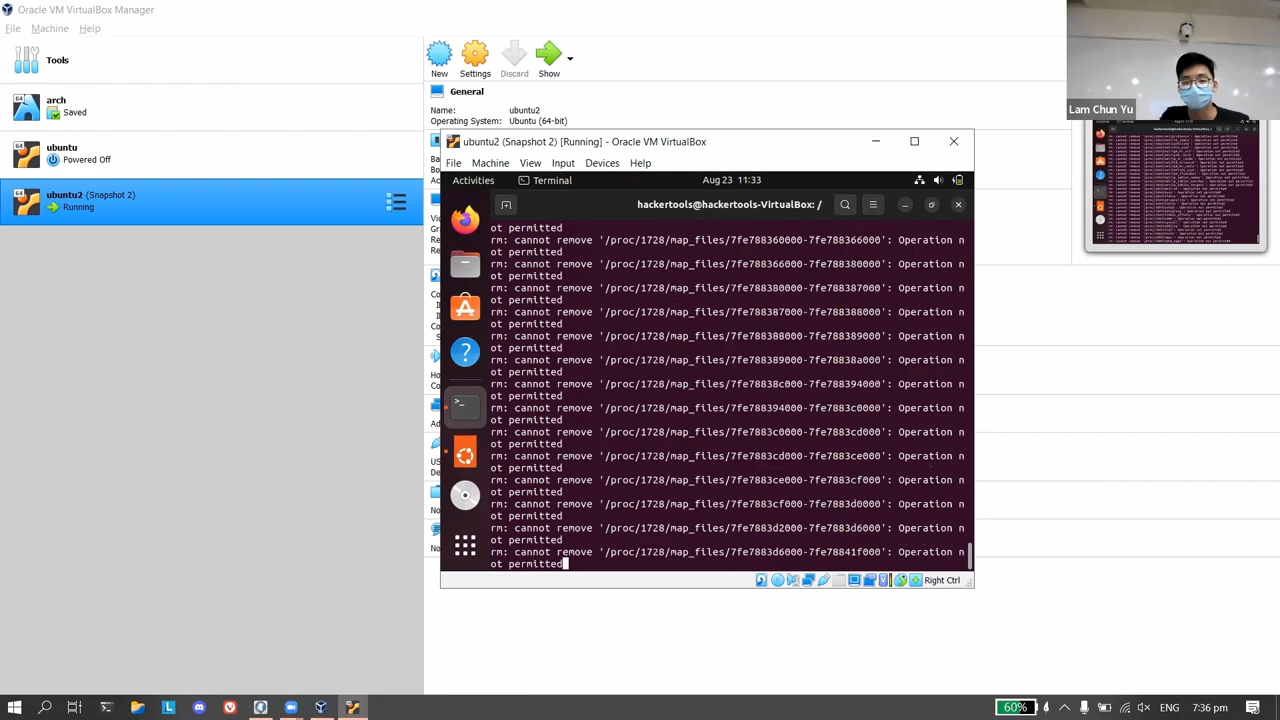 Oracle VM VirtualBox Manager
File Machine Help
Tools
New Settings Discard Show
64
arch
Saved
64
ubuntu
Powered Off
64
ubuntu2 (Snapshot 2)
Running
General
Name: ubuntu2
Operating System: Ubuntu (64-bit)
Lam Chun Yu
ubuntu2 (Snapshot 2) [Running] - Oracle VM VirtualBox
File Machine View Input Devices Help
Terminal Aug 23 11:33
hackertools@hackertools-VirtualBox: /
ot permitted
ot permitted
rm: cannot remove '/proc/1728/map_files/7fe788366000-7fe788380000': Operation n
ot permitted
rm: cannot remove '/proc/1728/map_files/7fe788380000-7fe788387000': Operation n
ot permitted
rm: cannot remove '/proc/1728/map_files/7fe788387000-7fe788388000': Operation n
ot permitted
rm: cannot remove '/proc/1728/map_files/7fe788388000-7fe788389000': Operation n
ot permitted
rm: cannot remove '/proc/1728/map_files/7fe788389000-7fe78838a000': Operation n
ot permitted
rm: cannot remove '/proc/1728/map_files/7fe78838c000-7fe788394000': Operation n
ot permitted
rm: cannot remove '/proc/1728/map_files/7fe788394000-7fe7883c0000': Operation n
ot permitted
rm: cannot remove '/proc/1728/map_files/7fe7883c0000-7fe7883cd000': Operation n
ot permitted
rm: cannot remove '/proc/1728/map_files/7fe7883cd000-7fe7883ce000': Operation n
ot permitted
rm: cannot remove '/proc/1728/map_files/7fe7883ce000-7fe7883cf000': Operation n
ot permitted
rm: cannot remove '/proc/1728/map_files/7fe7883cf000-7fe7883d0000': Operation n
ot permitted
rm: cannot remove '/proc/1728/map_files/7fe7883d2000-7fe7883d6000': Operation n
ot permitted
rm: cannot remove '/proc/1728/map_files/7fe7883d6000-7fe78841f000': Operation n
ot permitted
Right Ctrl
60% ENG 7:36 pm